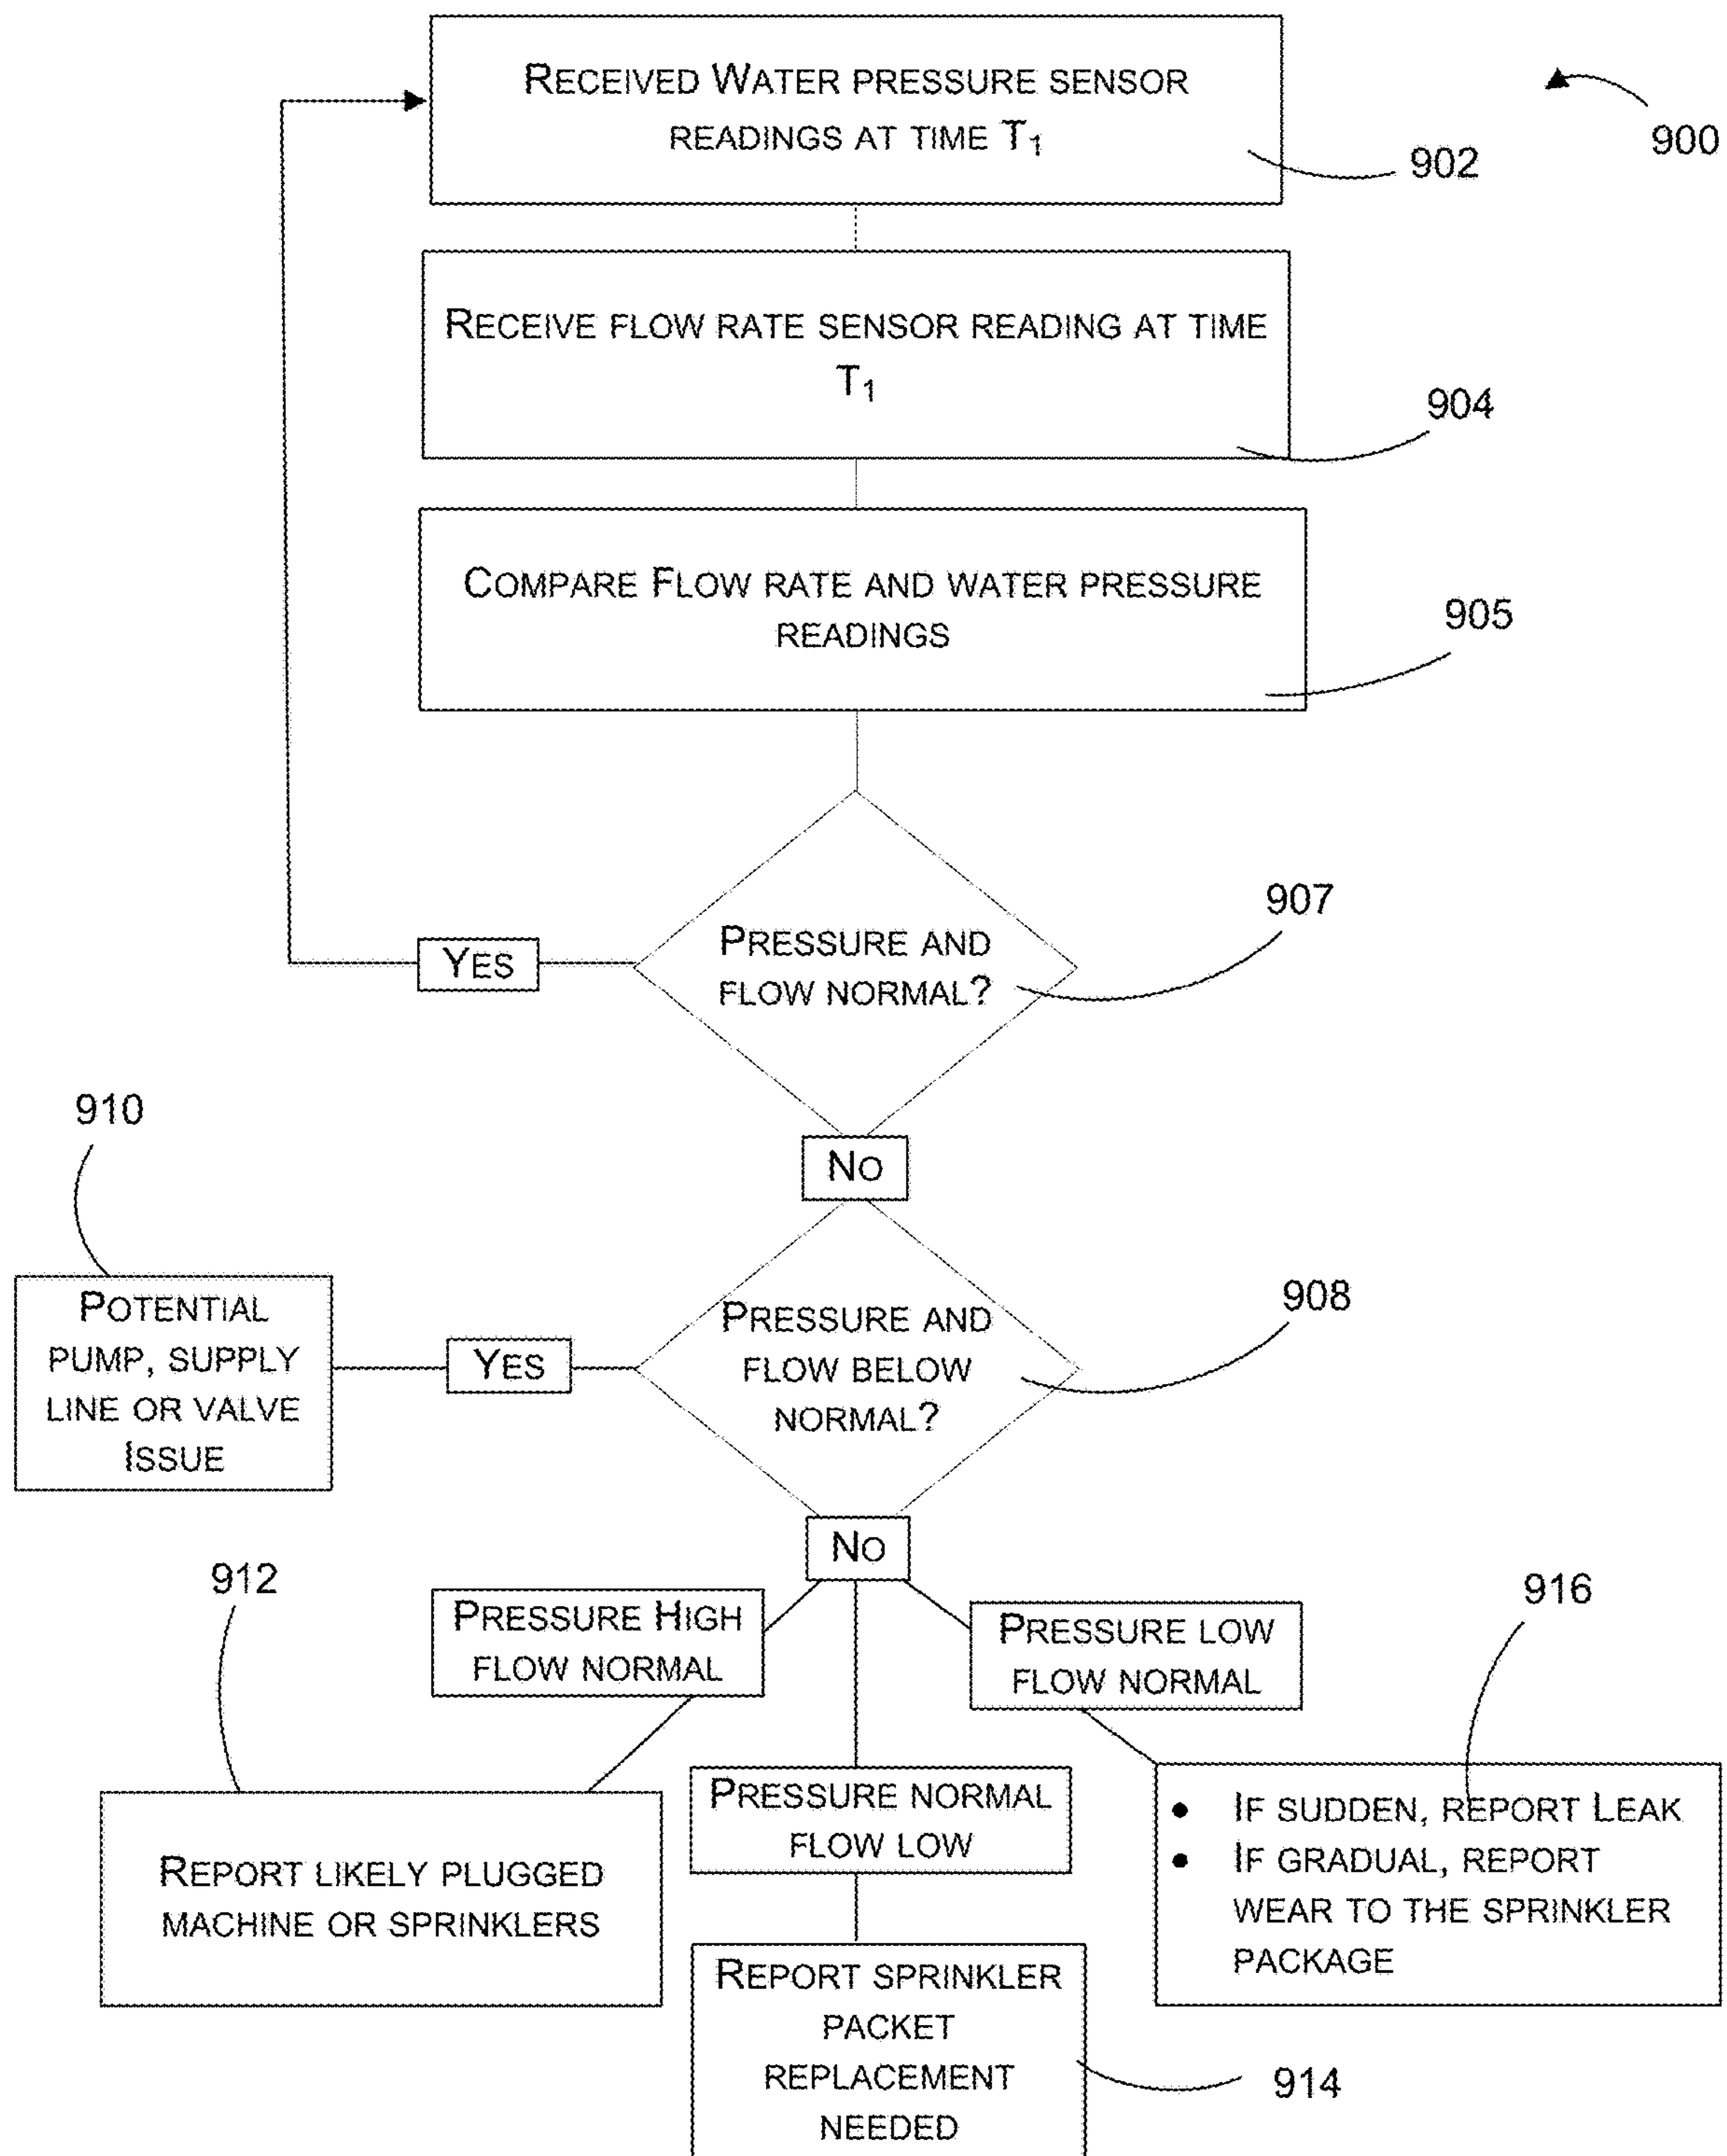 RECEIVED WATER PRESSURE SENSOR
READINGS AT TIME T₁
900
902
RECEIVE FLOW RATE SENSOR READING AT TIME
T₁
904
COMPARE FLOW RATE AND WATER PRESSURE
READINGS
905
907
PRESSURE AND
FLOW NORMAL?
YES
910
NO
908
POTENTIAL
PUMP, SUPPLY
LINE OR VALVE
ISSUE
YES
PRESSURE AND
FLOW BELOW
NORMAL?
NO
912
916
PRESSURE HIGH
FLOW NORMAL
PRESSURE LOW
FLOW NORMAL
REPORT LIKELY PLUGGED
MACHINE OR SPRINKLERS
PRESSURE NORMAL
FLOW LOW
• IF SUDDEN, REPORT LEAK
• IF GRADUAL, REPORT
WEAR TO THE SPRINKLER
PACKAGE
REPORT SPRINKLER
PACKET
REPLACEMENT
NEEDED
914